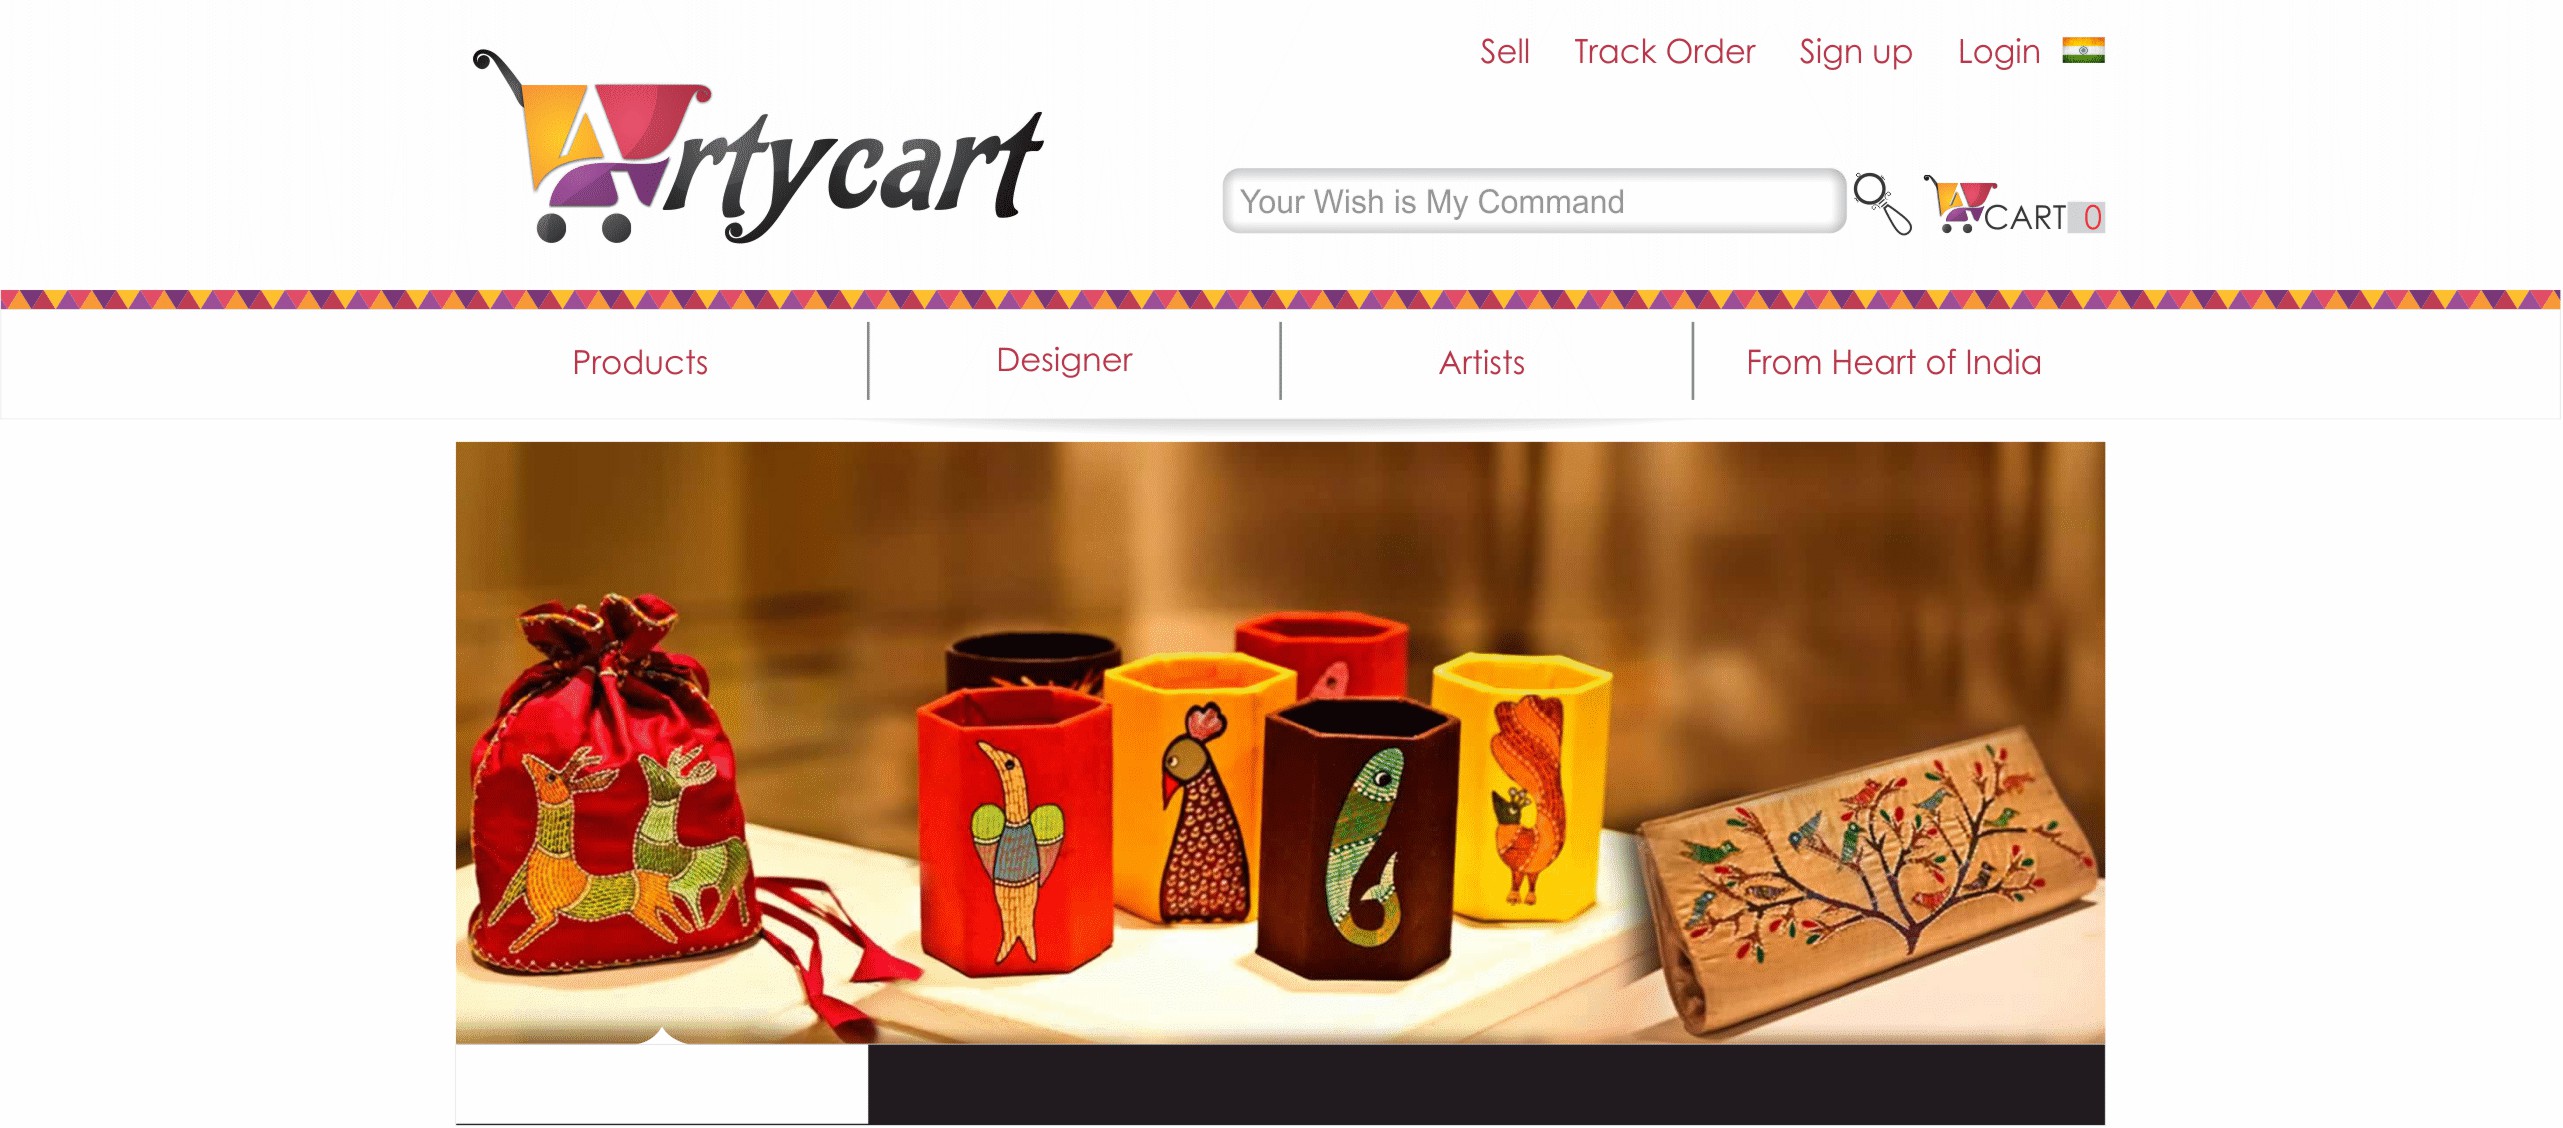 Sell Track Order Sign up Login
Artycart
Your Wish is My Command
CART 0
Products Designer Artists From Heart of India